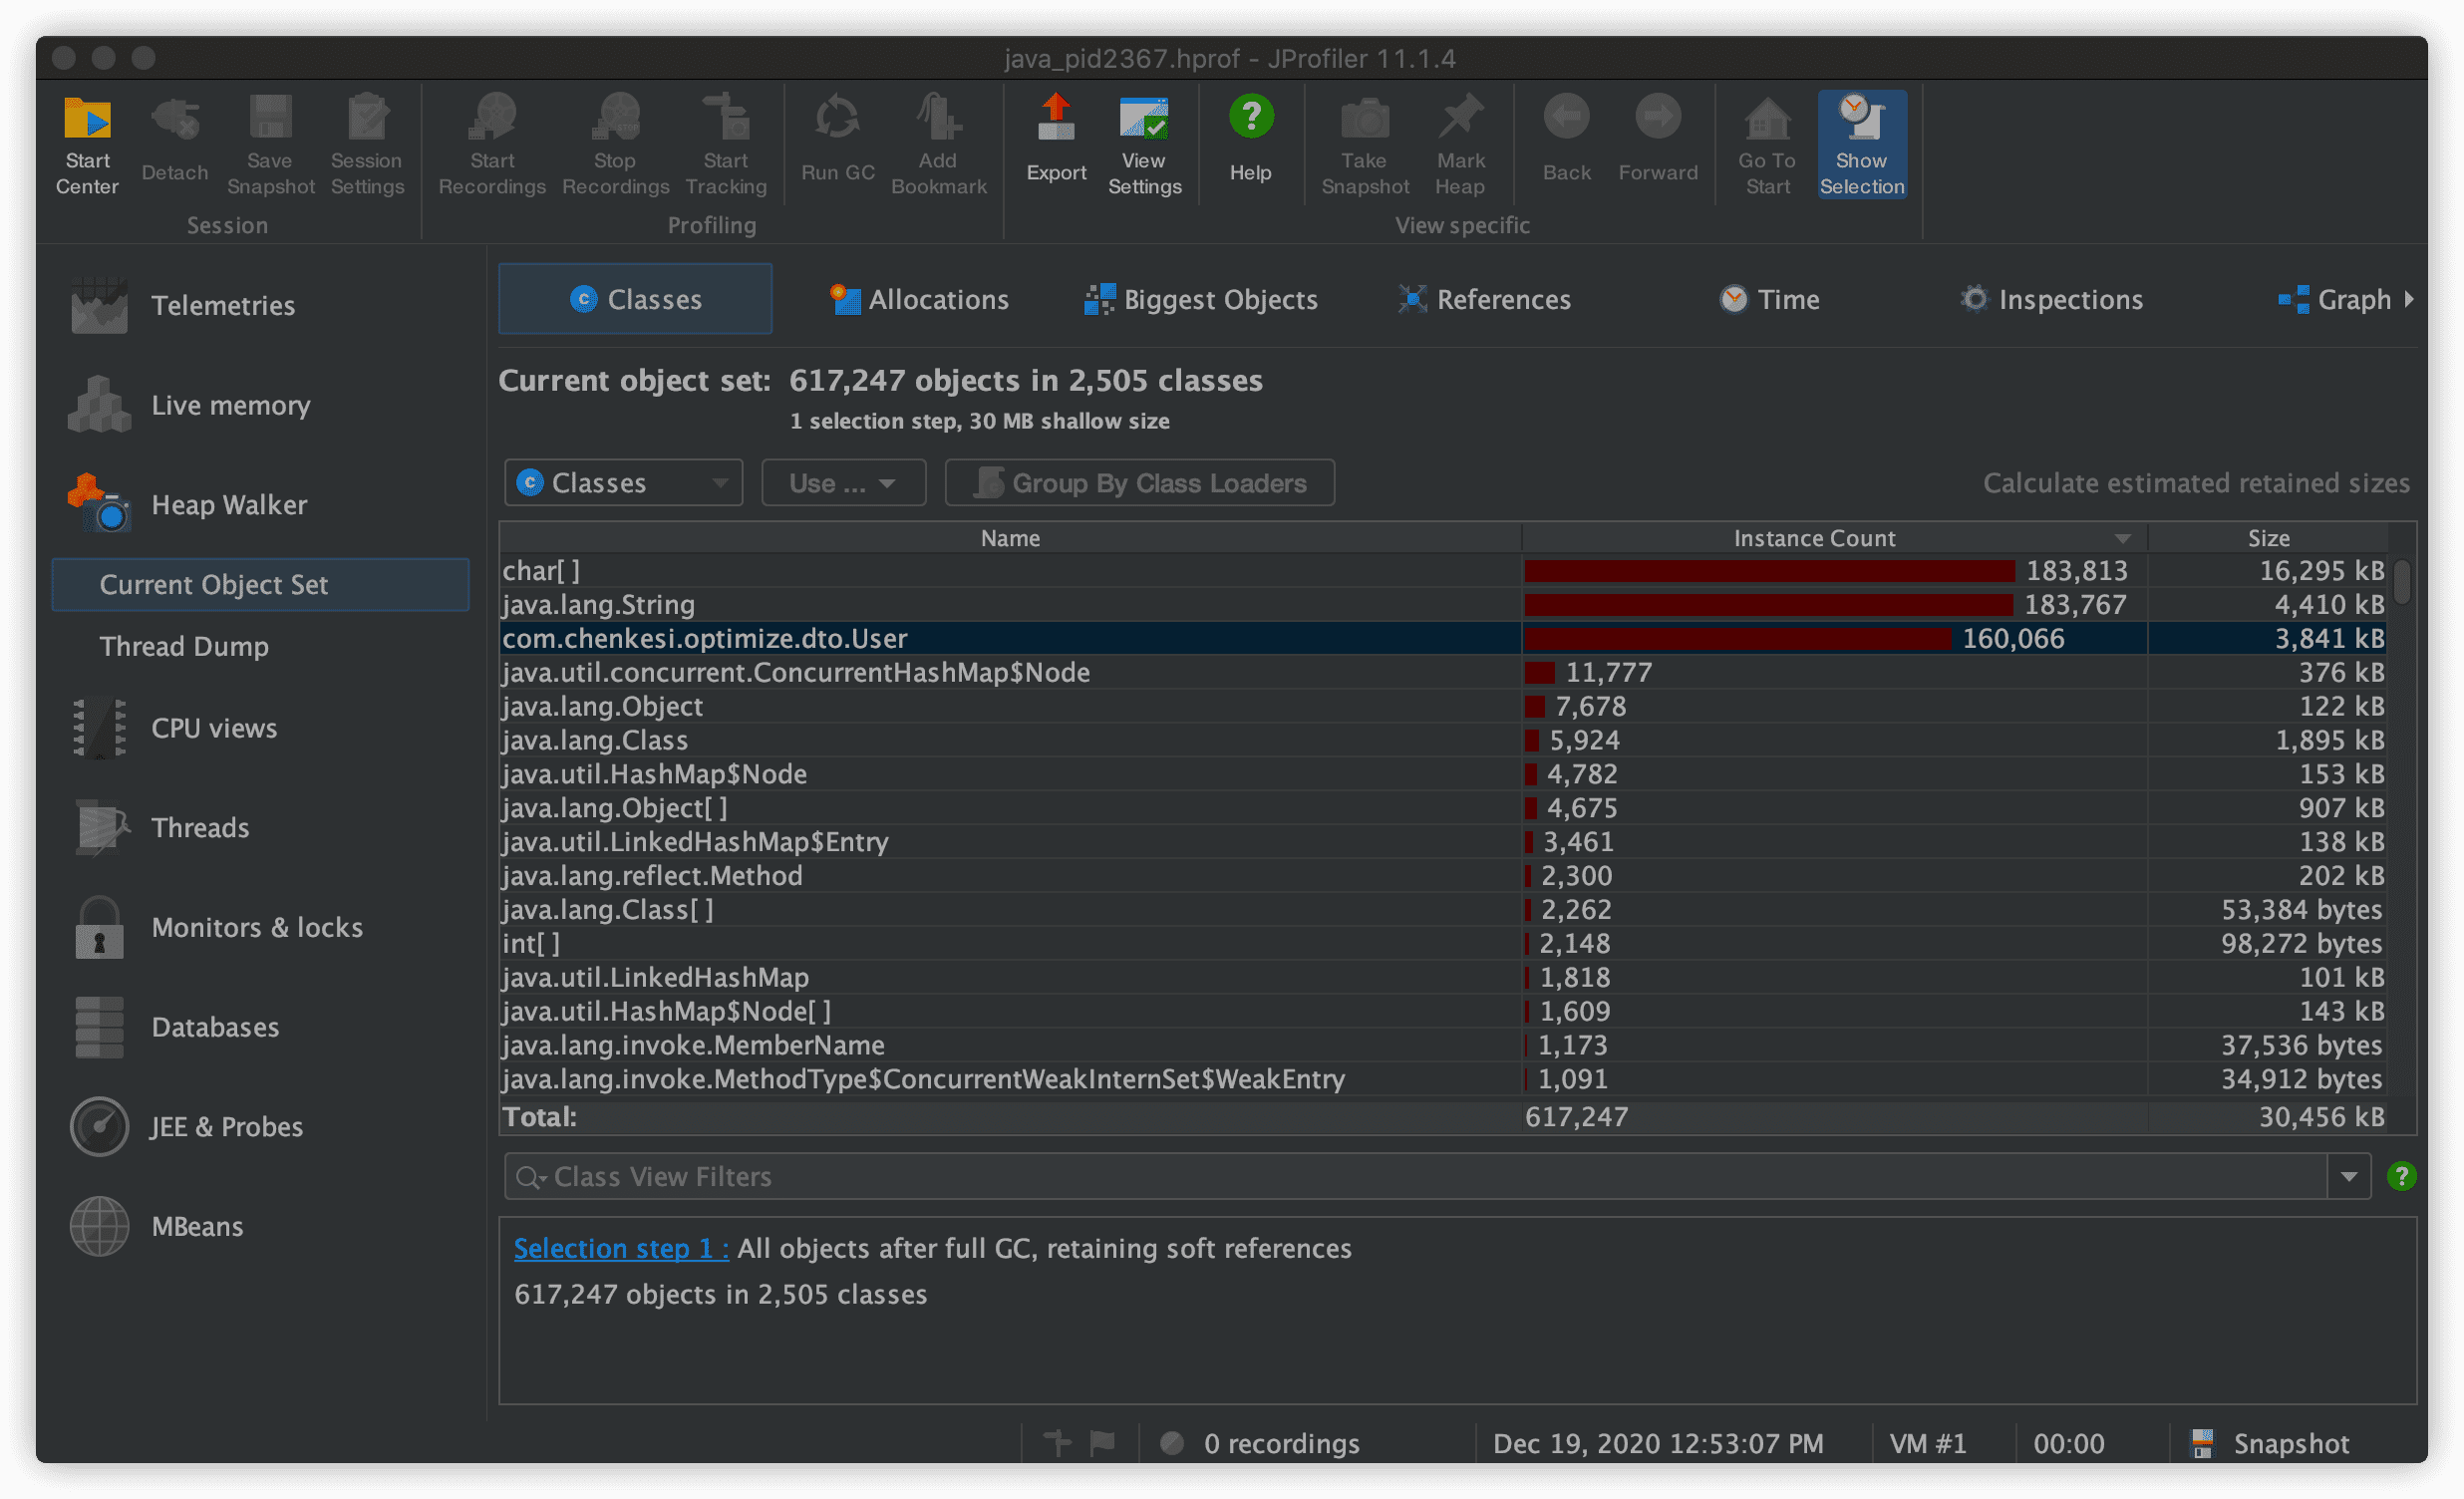 java_pid2367.hprof - JProfiler 11.1.4
Start Center
Detach
Save Snapshot
Session Settings
Start Recordings
Stop Recordings
Start Tracking
Run GC
Add Bookmark
Export
View Settings
Help
Take Snapshot
Mark Heap
Back
Forward
Go To Start
Show Selection
Session
Profiling
View specific
Telemetries
Live memory
Heap Walker
Current Object Set
Thread Dump
CPU views
Threads
Monitors & locks
Databases
JEE & Probes
MBeans
Classes
Allocations
Biggest Objects
References
Time
Inspections
Graph
Current object set: 617,247 objects in 2,505 classes
1 selection step, 30 MB shallow size
Classes
Use ...
Group By Class Loaders
Calculate estimated retained sizes
Name Instance Count Size
char[ ] 183,813 16,295 kB
java.lang.String 183,767 4,410 kB
com.chenkesi.optimize.dto.User 160,066 3,841 kB
java.util.concurrent.ConcurrentHashMap$Node 11,777 376 kB
java.lang.Object 7,678 122 kB
java.lang.Class 5,924 1,895 kB
java.util.HashMap$Node 4,782 153 kB
java.lang.Object[ ] 4,675 907 kB
java.util.LinkedHashMap$Entry 3,461 138 kB
java.lang.reflect.Method 2,300 202 kB
java.lang.Class[ ] 2,262 53,384 bytes
int[ ] 2,148 98,272 bytes
java.util.LinkedHashMap 1,818 101 kB
java.util.HashMap$Node[ ] 1,609 143 kB
java.lang.invoke.MemberName 1,173 37,536 bytes
java.lang.invoke.MethodType$ConcurrentWeakInternSet$WeakEntry 1,091 34,912 bytes
Total: 617,247 30,456 kB
Class View Filters
Selection step 1 : All objects after full GC, retaining soft references
617,247 objects in 2,505 classes
0 recordings
Dec 19, 2020 12:53:07 PM
VM #1
00:00
Snapshot